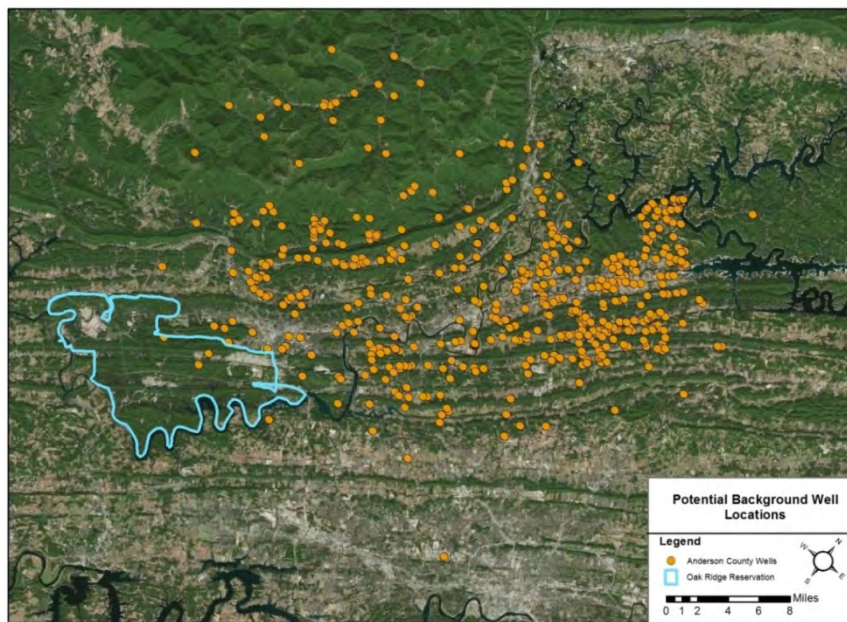 Potential Background Well
Locations
Legend
Anderson County Wells
Oak Ridge Reservation
N
W
E
S
Miles
0 1 2 4 6 8